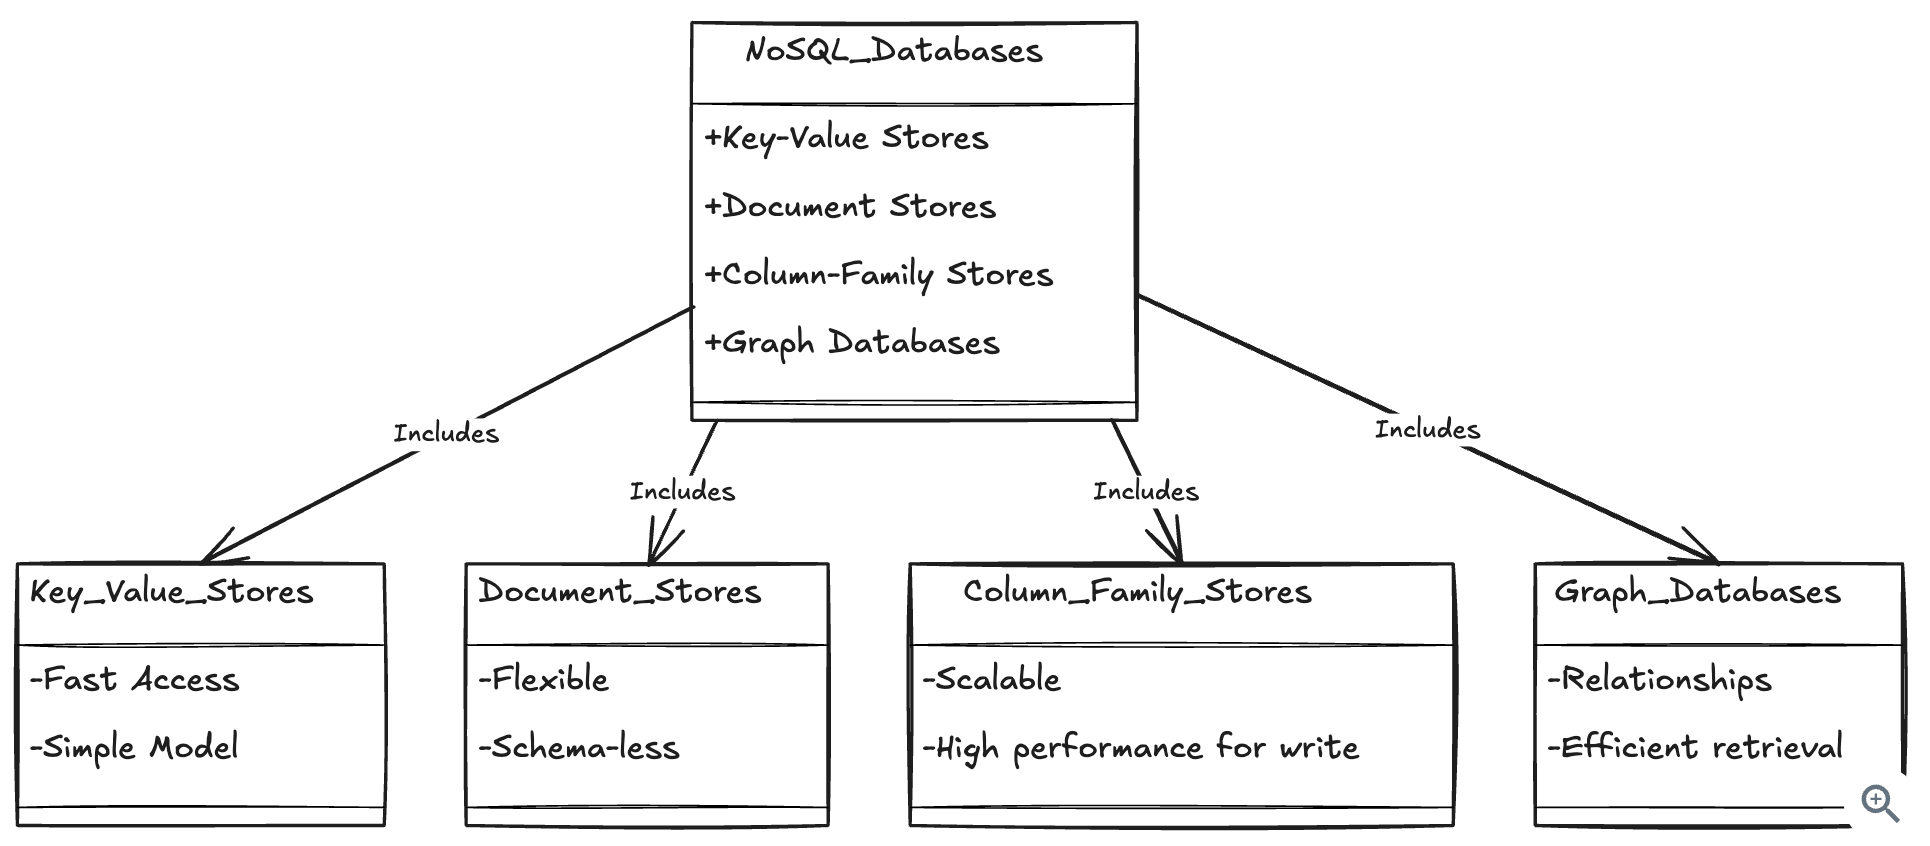 NoSQL_Databases
+Key-Value Stores
+Document Stores
+Column-Family Stores
+Graph Databases
Includes
Includes
Includes
Includes
Key_Value_Stores
-Fast Access
-Simple Model
Document_Stores
-Flexible
-Schema-less
Column_Family_Stores
-Scalable
-High performance for write
Graph_Databases
-Relationships
-Efficient retrieval